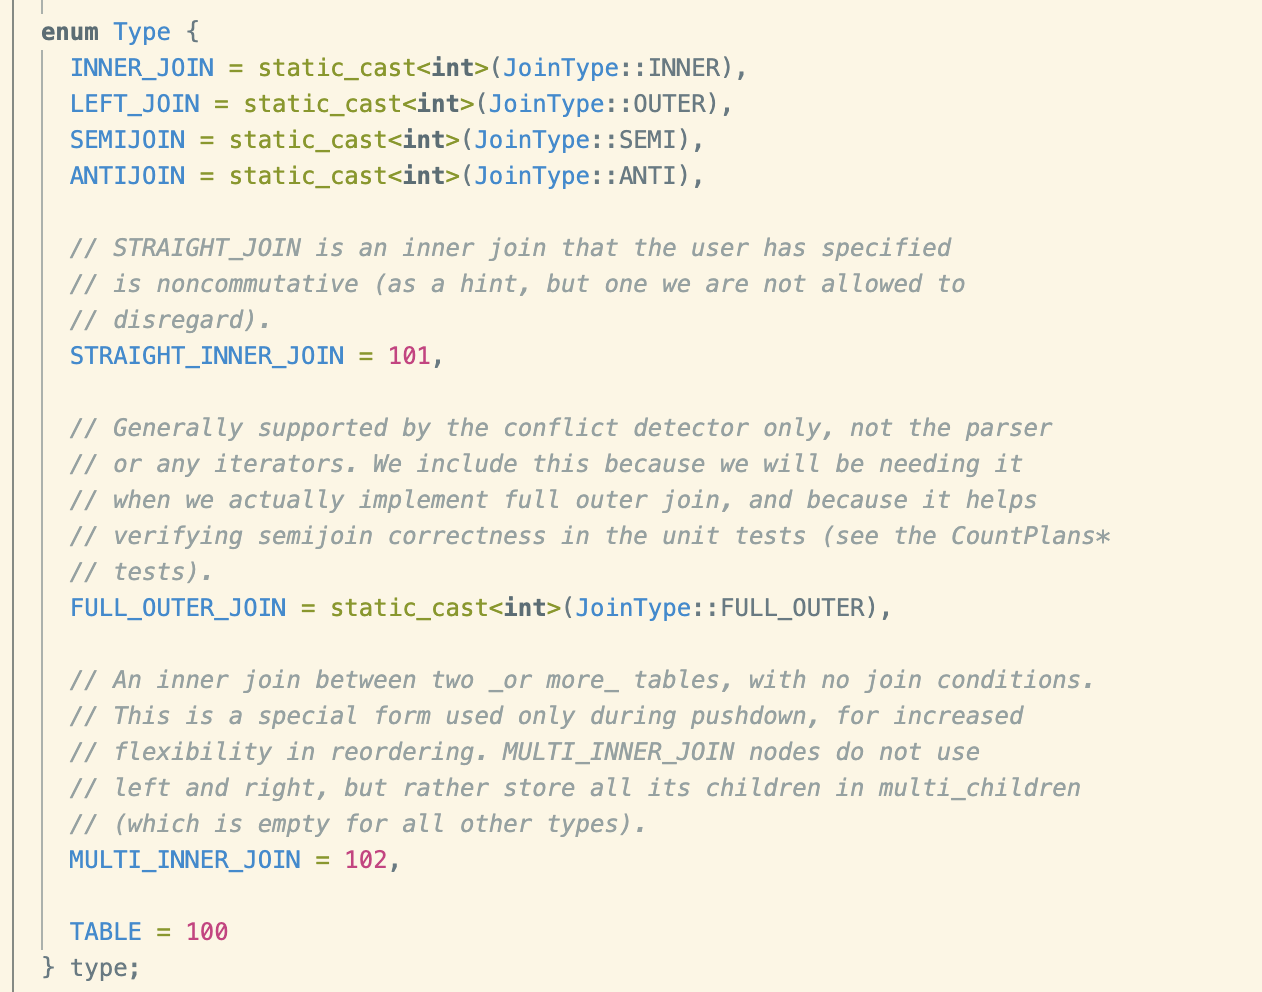 enum Type {
INNER_JOIN = static_cast<int>(JoinType::INNER),
LEFT_JOIN = static_cast<int>(JoinType::OUTER),
SEMIJOIN = static_cast<int>(JoinType::SEMI),
ANTIJOIN = static_cast<int>(JoinType::ANTI),
// STRAIGHT_JOIN is an inner join that the user has specified
// is noncommutative (as a hint, but one we are not allowed to
// disregard).
STRAIGHT_INNER_JOIN = 101,
// Generally supported by the conflict detector only, not the parser
// or any iterators. We include this because we will be needing it
// when we actually implement full outer join, and because it helps
// verifying semijoin correctness in the unit tests (see the CountPlans*
// tests).
FULL_OUTER_JOIN = static_cast<int>(JoinType::FULL_OUTER),
// An inner join between two _or more_ tables, with no join conditions.
// This is a special form used only during pushdown, for increased
// flexibility in reordering. MULTI_INNER_JOIN nodes do not use
// left and right, but rather store all its children in multi_children
// (which is empty for all other types).
MULTI_INNER_JOIN = 102,
TABLE = 100
} type;